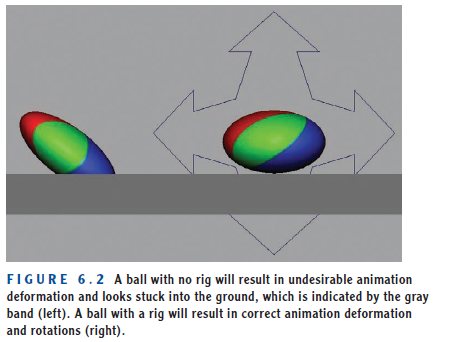 FIGURE 6.2 A ball with no rig will result in undesirable animation
deformation and looks stuck into the ground, which is indicated by the gray
band (left). A ball with a rig will result in correct animation deformation
and rotations (right).